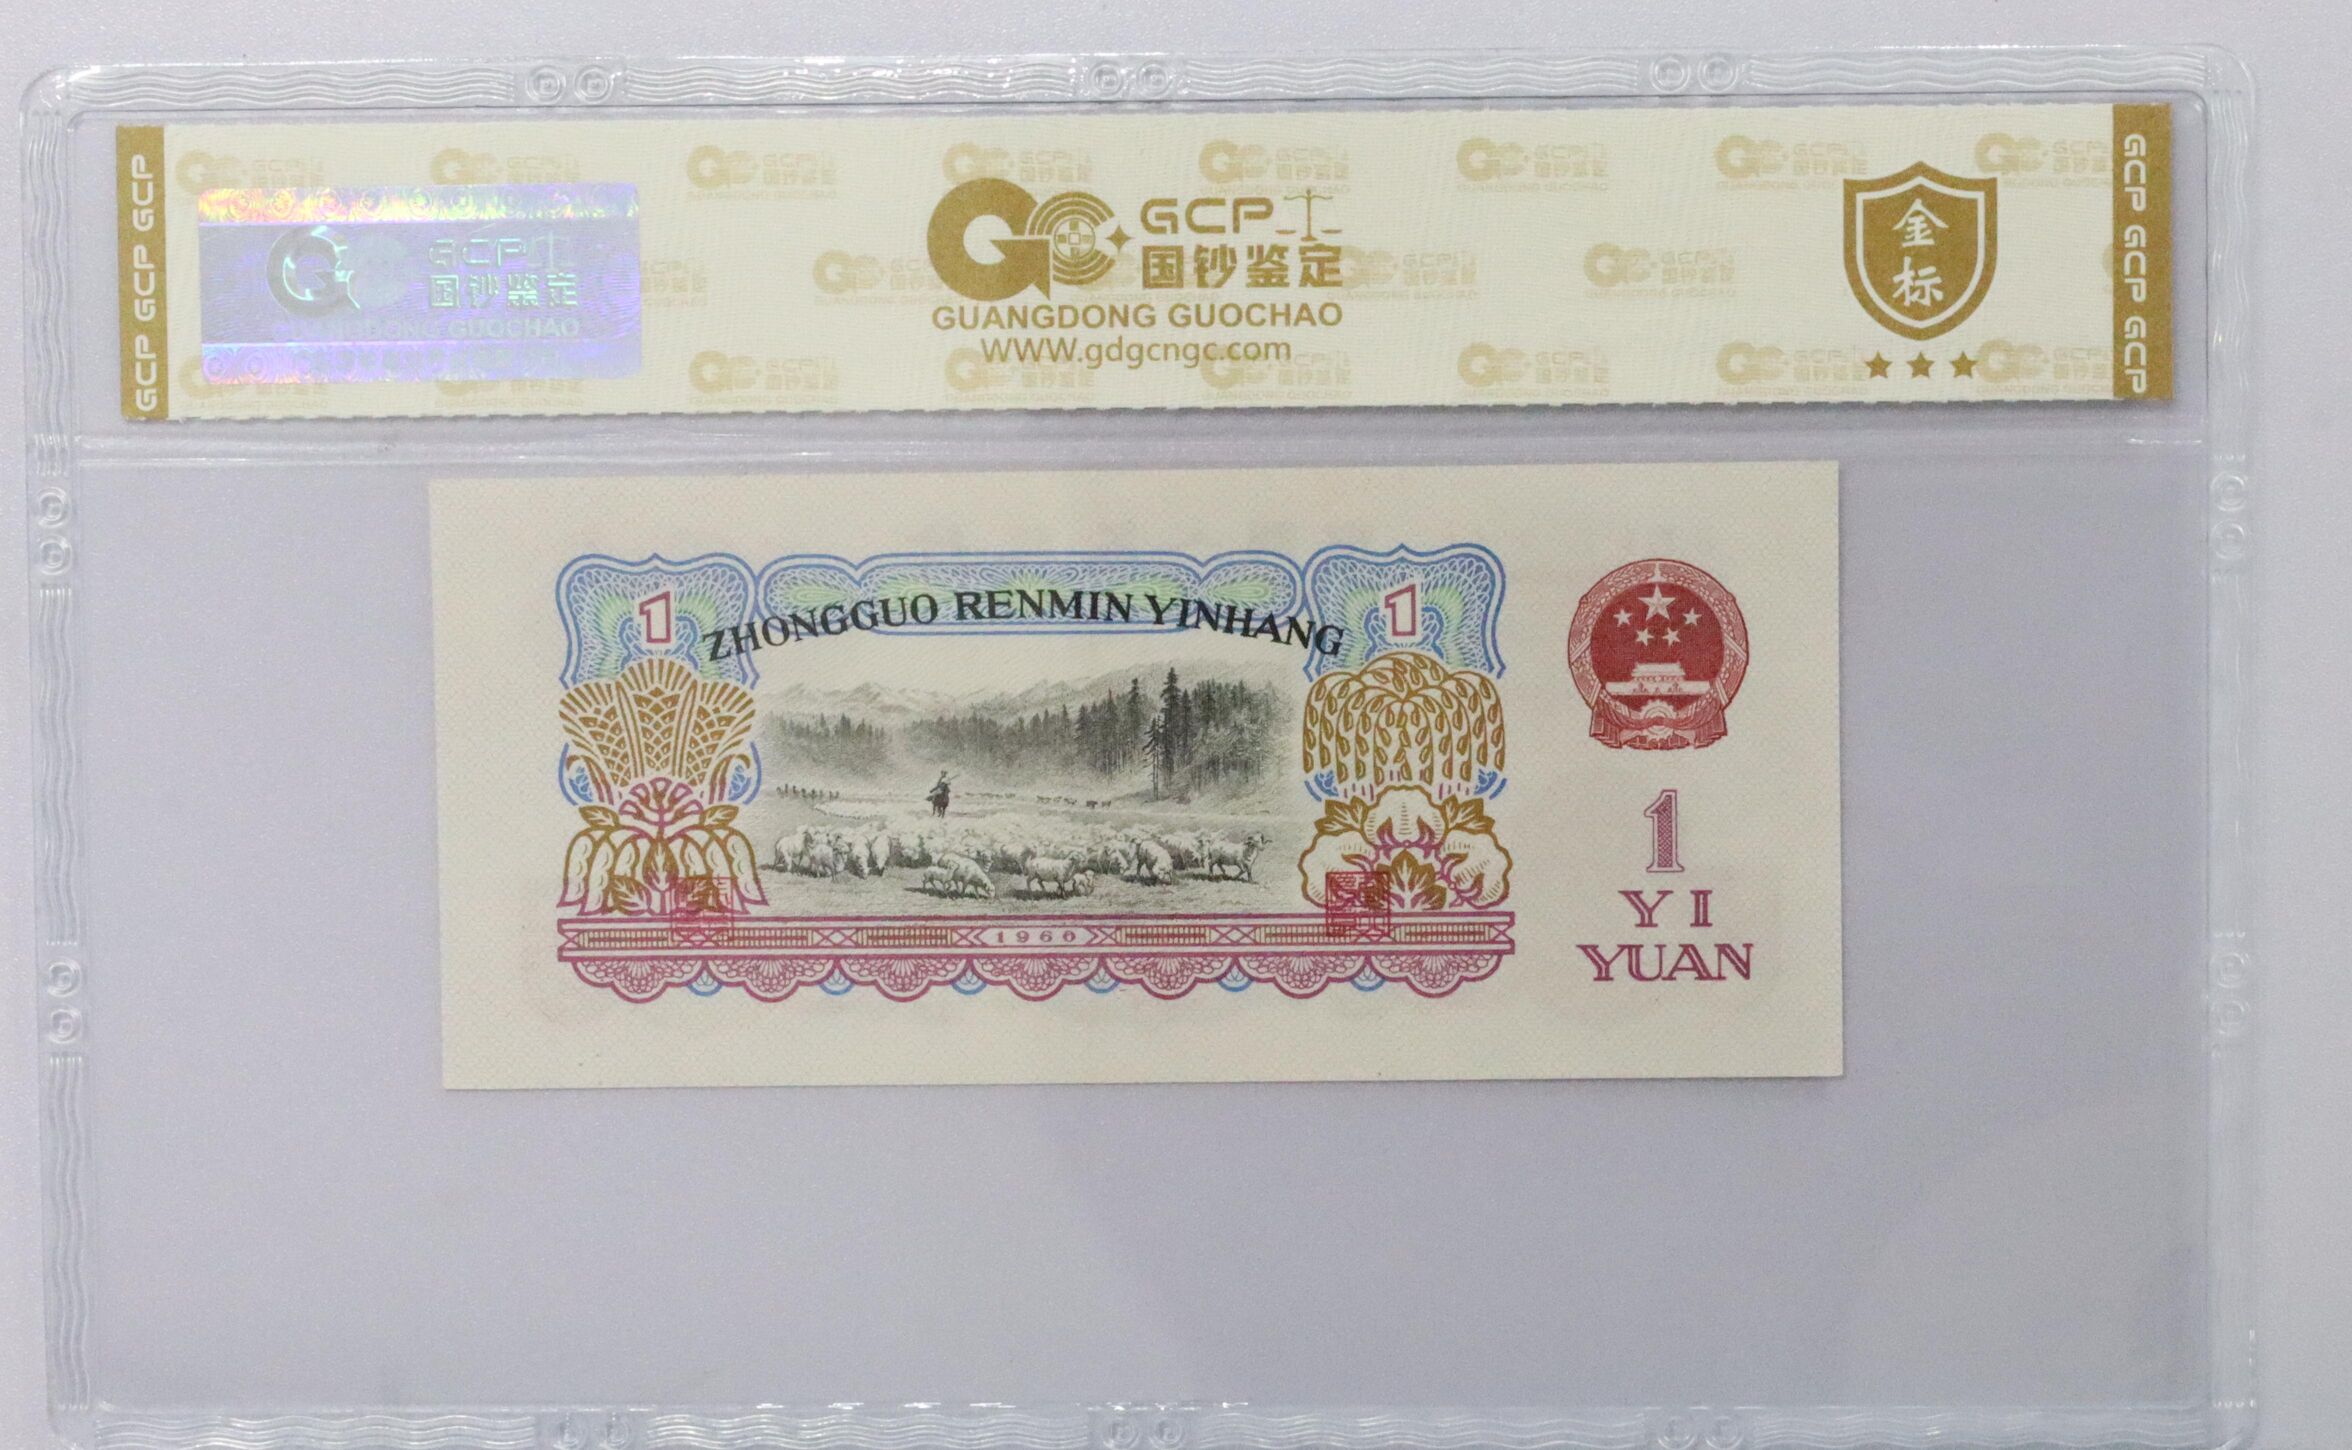 GCP GCP GCP
GCP
国钞鉴定
GUANGDONG GUOCHAO
GCP
国钞鉴定
GUANGDONG GUOCHAO
WWW.gdgcngc.com
金
标
GCP GCP GCP
1
ZHONGGUO RENMIN YINHANG
1
1960
1
YI
YUAN